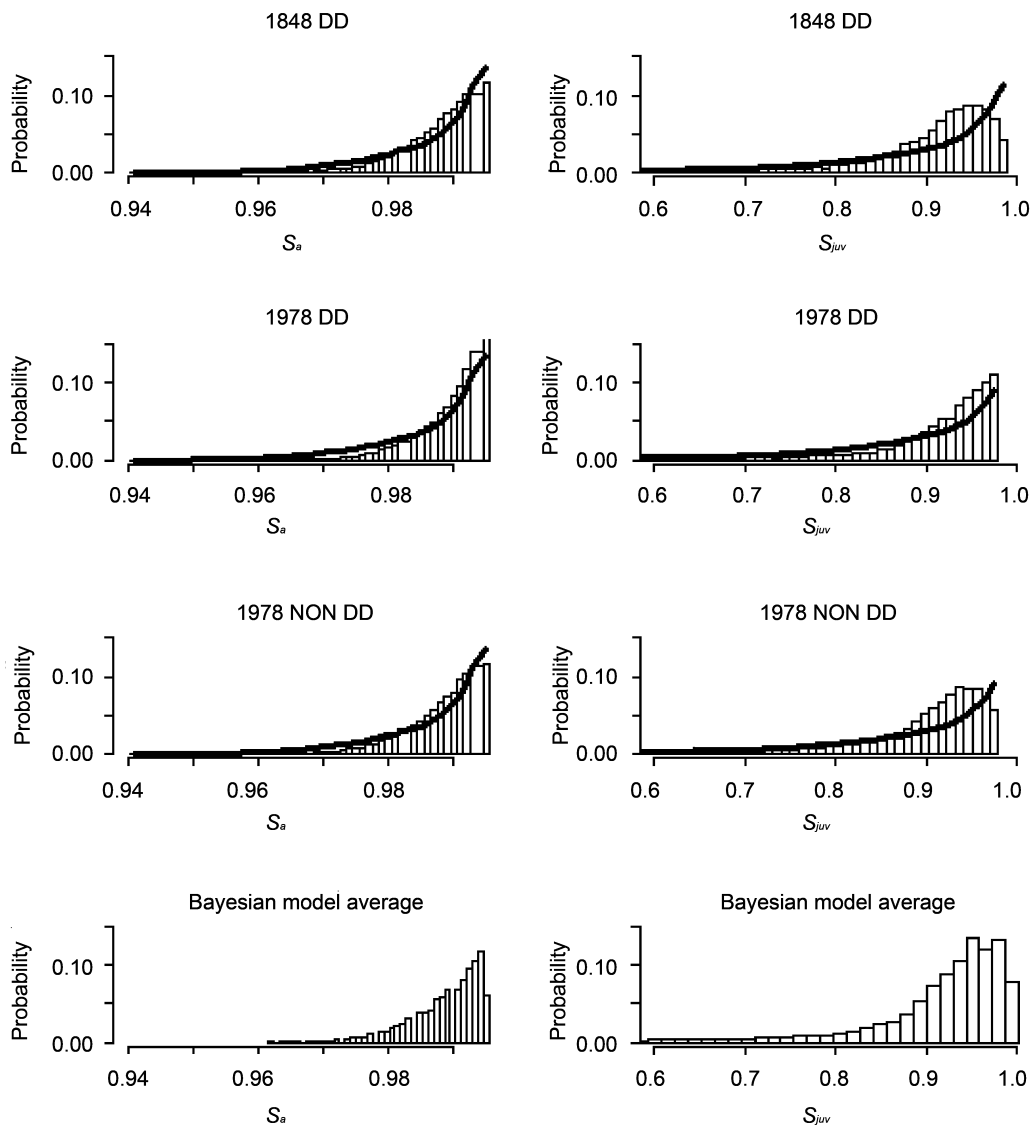 1848 DD
Probability
0.10
0.00
0.94 0.96 0.98
Sa
1848 DD
Probability
0.10
0.00
0.6 0.7 0.8 0.9 1.0
Sjuv
1978 DD
Probability
0.10
0.00
0.94 0.96 0.98
Sa
1978 DD
Probability
0.10
0.00
0.6 0.7 0.8 0.9 1.0
Sjuv
1978 NON DD
Probability
0.10
0.00
0.94 0.96 0.98
Sa
1978 NON DD
Probability
0.10
0.00
0.6 0.7 0.8 0.9 1.0
Sjuv
Bayesian model average
Probability
0.10
0.00
0.94 0.96 0.98
Sa
Bayesian model average
Probability
0.10
0.00
0.6 0.7 0.8 0.9 1.0
Sjuv